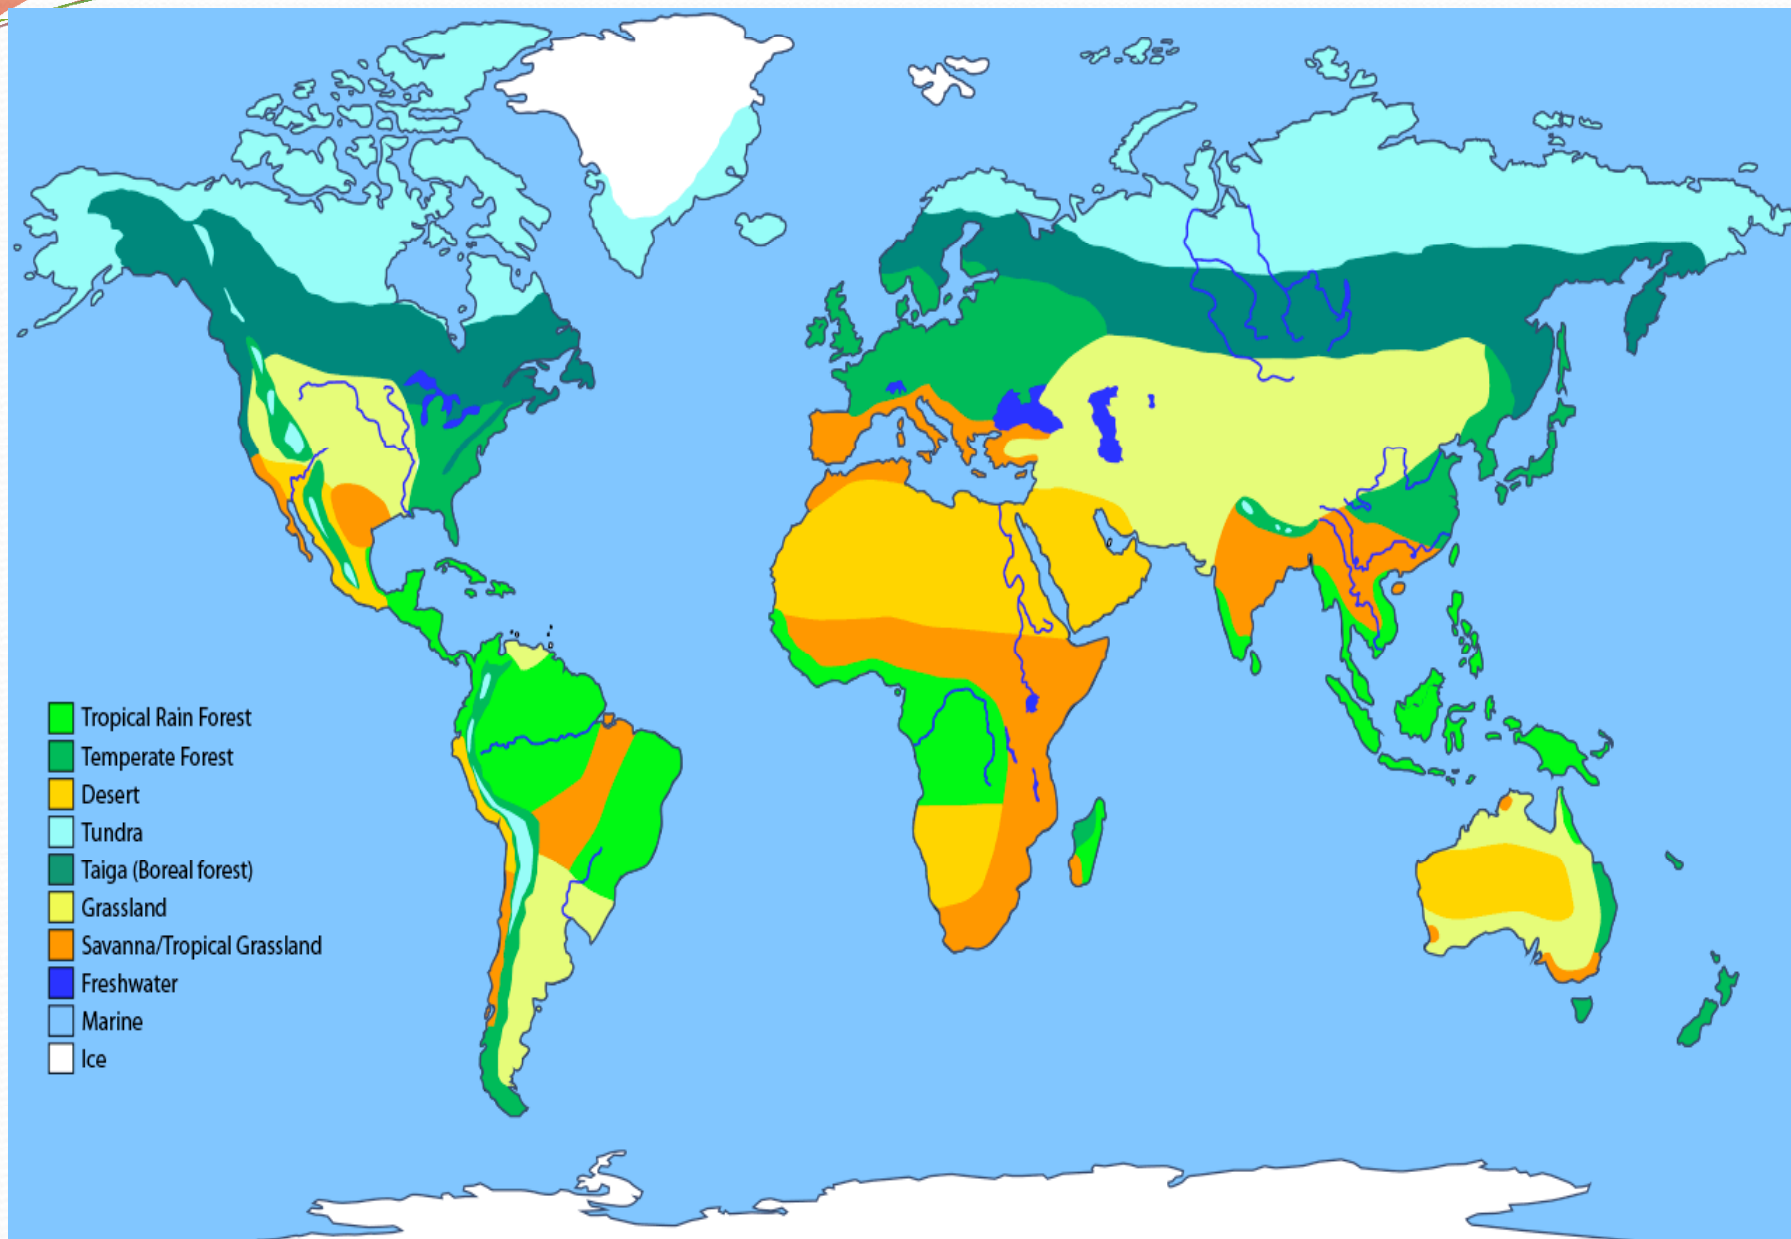 Tropical Rain Forest
Temperate Forest
Desert
Tundra
Taiga (Boreal forest)
Grassland
Savanna/Tropical Grassland
Freshwater
Marine
Ice